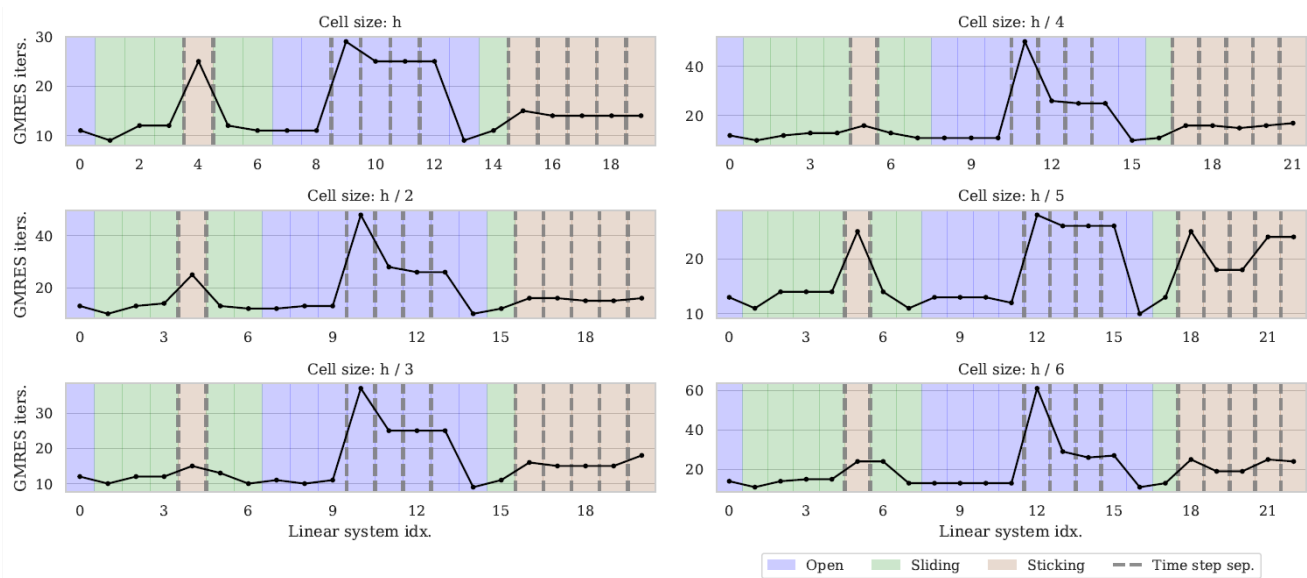 Cell size: h
GMRES iters.
30
20
10
0 2 4 6 8 10 12 14 16 18
Cell size: h / 2
GMRES iters.
40
20
0 3 6 9 12 15 18
Cell size: h / 3
GMRES iters.
30
20
10
0 3 6 9 12 15 18
Linear system idx.
Cell size: h / 4
40
20
0 3 6 9 12 15 18 21
Cell size: h / 5
20
10
0 3 6 9 12 15 18 21
Cell size: h / 6
60
40
20
0 3 6 9 12 15 18 21
Linear system idx.
Open Sliding Sticking Time step sep.